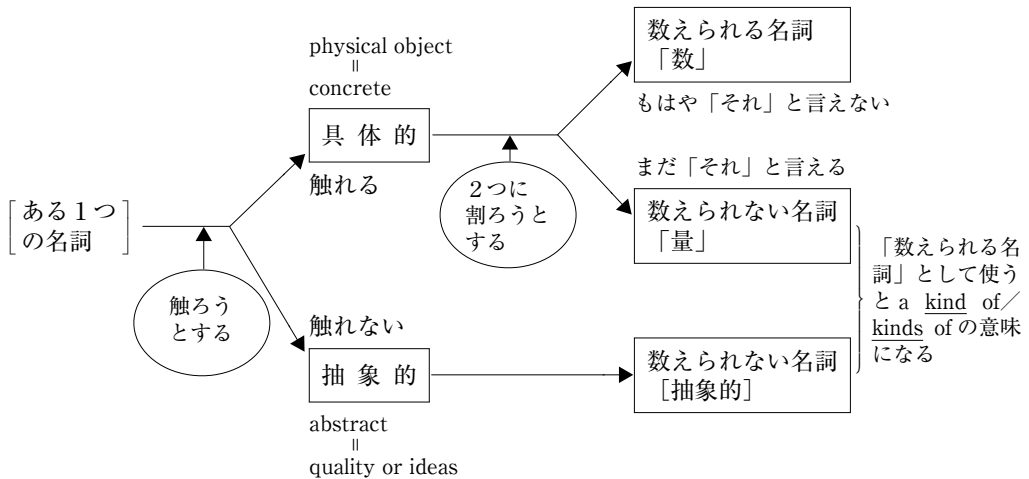 ある１つ
の名詞
触ろう
とする
physical object
=
concrete
具体的
触れる
触れない
抽象的
abstract
=
quality or ideas
２つに
割ろうと
する
数えられる名詞
「数」
もはや「それ」と言えない
まだ「それ」と言える
数えられない名詞
「量」
数えられない名詞
［抽象的］
「数えられる名
詞」として使う
と a kind of／
kinds of の意味
になる